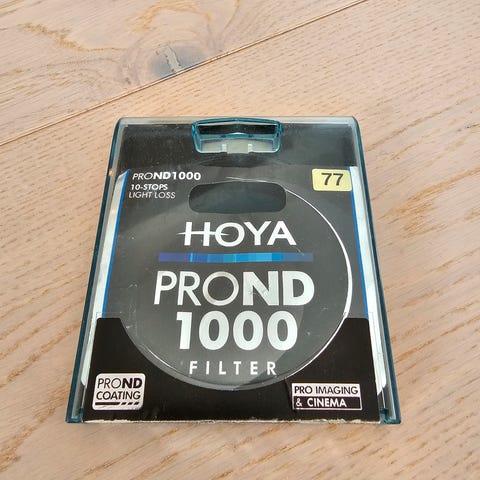 PROND1000
10-STOPS
LIGHT LOSS
77
HOYA
PROND
1000
FILTER
PROND
COATING
PRO IMAGING
& CINEMA